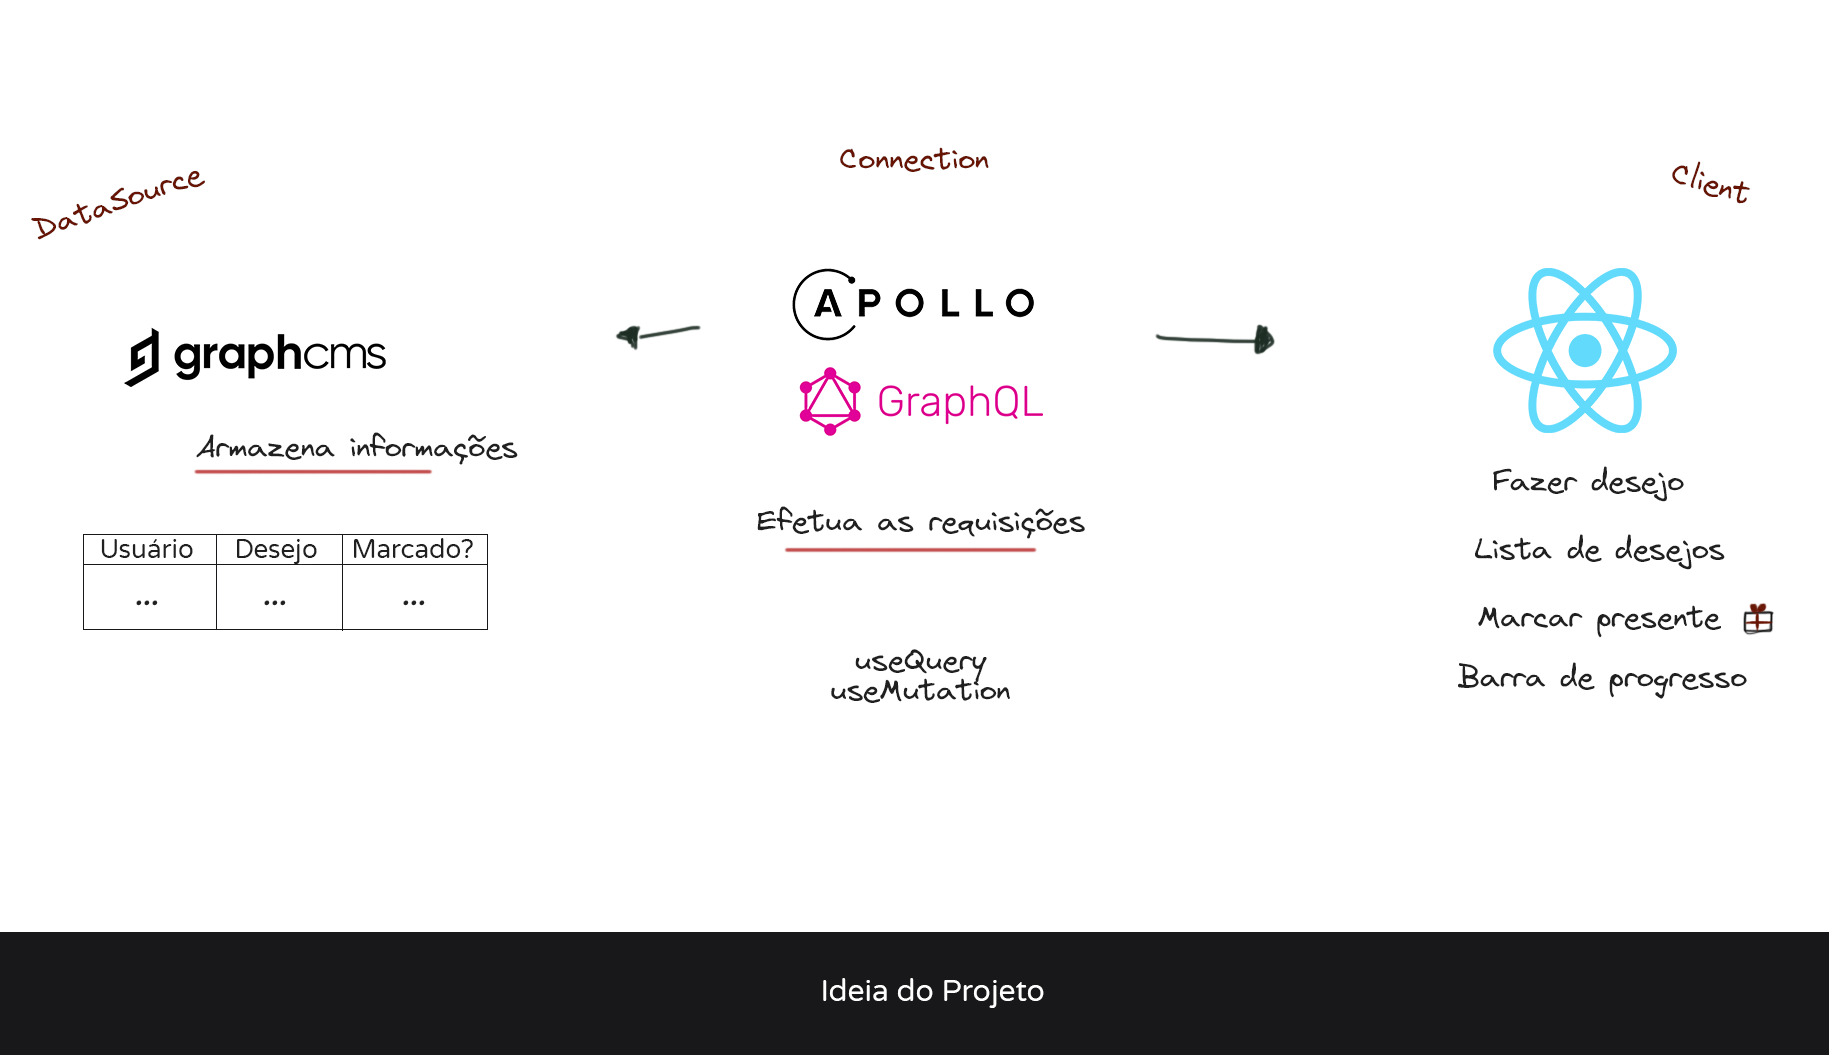 DataSource
Connection
Client
graphcms
Armazena informações
Usuário Desejo Marcado?
... ... ...
APOLLO
GraphQL
Efetua as requisições
useQuery
useMutation
Fazer desejo
Lista de desejos
Marcar presente
Barra de progresso
Ideia do Projeto